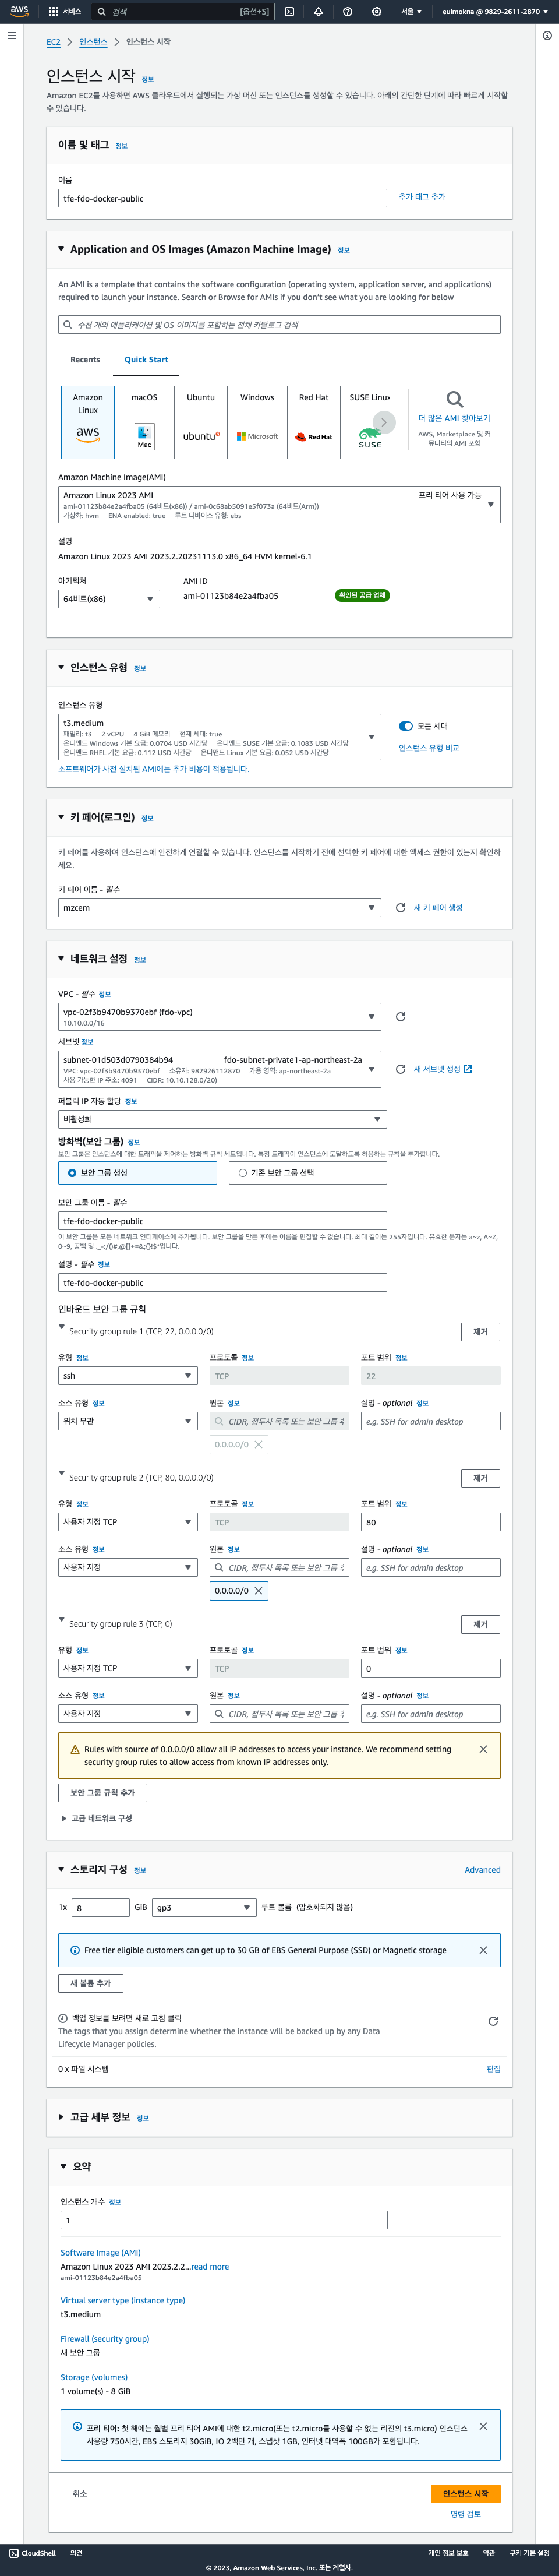 aws
서비스
검색
[옵션+S]
서울
euimokna @ 9829-2611-2870
EC2
인스턴스
인스턴스 시작
인스턴스 시작 정보
Amazon EC2를 사용하면 AWS 클라우드에서 실행되는 가상 머신 또는 인스턴스를 생성할 수 있습니다. 아래의 간단한 단계에 따라 빠르게 시작할
수 있습니다.
이름 및 태그 정보
이름
tfe-fdo-docker-public
추가 태그 추가
Application and OS Images (Amazon Machine Image) 정보
An AMI is a template that contains the software configuration (operating system, application server, and applications)
required to launch your instance. Search or Browse for AMIs if you don't see what you are looking for below
수천 개의 애플리케이션 및 OS 이미지를 포함하는 전체 카탈로그 검색
Recents
Quick Start
Amazon
Linux
aws
macOS
Mac
Ubuntu
ubuntu
Windows
Microsoft
Red Hat
Red Hat
SUSE Linux
SUSE
더 많은 AMI 찾아보기
AWS, Marketplace 및 커
뮤니티의 AMI 포함
Amazon Machine Image(AMI)
Amazon Linux 2023 AMI
프리 티어 사용 가능
ami-01123b84e2a4fba05 (64비트(x86)) / ami-0c68ab5091e5f073a (64비트(Arm))
가상화: hvm ENA enabled: true 루트 디바이스 유형: ebs
설명
Amazon Linux 2023 AMI 2023.2.20231113.0 x86_64 HVM kernel-6.1
아키텍처
AMI ID
64비트(x86)
ami-01123b84e2a4fba05
확인된 공급 업체
인스턴스 유형 정보
인스턴스 유형
t3.medium
패밀리: t3 2 vCPU 4 GiB 메모리 현재 세대: true
온디맨드 Windows 기본 요금: 0.0704 USD 시간당 온디맨드 SUSE 기본 요금: 0.1083 USD 시간당
온디맨드 RHEL 기본 요금: 0.112 USD 시간당 온디맨드 Linux 기본 요금: 0.052 USD 시간당
모든 세대
인스턴스 유형 비교
소프트웨어가 사전 설치된 AMI에는 추가 비용이 적용됩니다.
키 페어(로그인) 정보
키 페어를 사용하여 인스턴스에 안전하게 연결할 수 있습니다. 인스턴스를 시작하기 전에 선택한 키 페어에 대한 액세스 권한이 있는지 확인하
세요.
키 페어 이름 - 필수
mzcem
새 키 페어 생성
네트워크 설정 정보
VPC - 필수 정보
vpc-02f3b9470b9370ebf (fdo-vpc)
10.10.0.0/16
서브넷 정보
subnet-01d503d0790384b94
fdo-subnet-private1-ap-northeast-2a
VPC: vpc-02f3b9470b9370ebf 소유자: 982926112870 가용 영역: ap-northeast-2a
사용 가능한 IP 주소: 4091 CIDR: 10.10.128.0/20)
새 서브넷 생성
퍼블릭 IP 자동 할당 정보
비활성화
방화벽(보안 그룹) 정보
보안 그룹은 인스턴스에 대한 트래픽을 제어하는 방화벽 규칙 세트입니다. 특정 트래픽이 인스턴스에 도달하도록 허용하는 규칙을 추가합니다.
보안 그룹 생성
기존 보안 그룹 선택
보안 그룹 이름 - 필수
tfe-fdo-docker-public
이 보안 그룹은 모든 네트워크 인터페이스에 추가됩니다. 보안 그룹을 만든 후에는 이름을 편집할 수 없습니다. 최대 길이는 255자입니다. 유효한 문자는 a~z, A~Z,
0~9, 공백 및 ._-:/()#,@[]+=&;{}!$*입니다.
설명 - 필수 정보
tfe-fdo-docker-public
인바운드 보안 그룹 규칙
Security group rule 1 (TCP, 22, 0.0.0.0/0)
제거
유형 정보
프로토콜 정보
포트 범위 정보
ssh
TCP
22
소스 유형 정보
원본 정보
설명 - optional 정보
위치 무관
CIDR, 접두사 목록 또는 보안 그룹 추
e.g. SSH for admin desktop
0.0.0.0/0
Security group rule 2 (TCP, 80, 0.0.0.0/0)
제거
유형 정보
프로토콜 정보
포트 범위 정보
사용자 지정 TCP
TCP
80
소스 유형 정보
원본 정보
설명 - optional 정보
사용자 지정
CIDR, 접두사 목록 또는 보안 그룹 추
e.g. SSH for admin desktop
0.0.0.0/0
Security group rule 3 (TCP, 0)
제거
유형 정보
프로토콜 정보
포트 범위 정보
사용자 지정 TCP
TCP
0
소스 유형 정보
원본 정보
설명 - optional 정보
사용자 지정
CIDR, 접두사 목록 또는 보안 그룹 추
e.g. SSH for admin desktop
Rules with source of 0.0.0.0/0 allow all IP addresses to access your instance. We recommend setting
security group rules to allow access from known IP addresses only.
보안 그룹 규칙 추가
고급 네트워크 구성
스토리지 구성 정보
Advanced
1x
8
GiB
gp3
루트 볼륨 (암호화되지 않음)
Free tier eligible customers can get up to 30 GB of EBS General Purpose (SSD) or Magnetic storage
새 볼륨 추가
백업 정보를 보려면 새로 고침 클릭
The tags that you assign determine whether the instance will be backed up by any Data
Lifecycle Manager policies.
0 x 파일 시스템
편집
고급 세부 정보 정보
요약
인스턴스 개수 정보
1
Software Image (AMI)
Amazon Linux 2023 AMI 2023.2.2...read more
ami-01123b84e2a4fba05
Virtual server type (instance type)
t3.medium
Firewall (security group)
새 보안 그룹
Storage (volumes)
1 volume(s) - 8 GiB
프리 티어: 첫 해에는 월별 프리 티어 AMI에 대한 t2.micro(또는 t2.micro를 사용할 수 없는 리전의 t3.micro) 인스턴스
사용량 750시간, EBS 스토리지 30GiB, IO 2백만 개, 스냅샷 1GB, 인터넷 대역폭 100GB가 포함됩니다.
취소
인스턴스 시작
명령 검토
CloudShell
의견
개인 정보 보호
약관
쿠키 기본 설정
© 2023, Amazon Web Services, Inc. 또는 계열사.